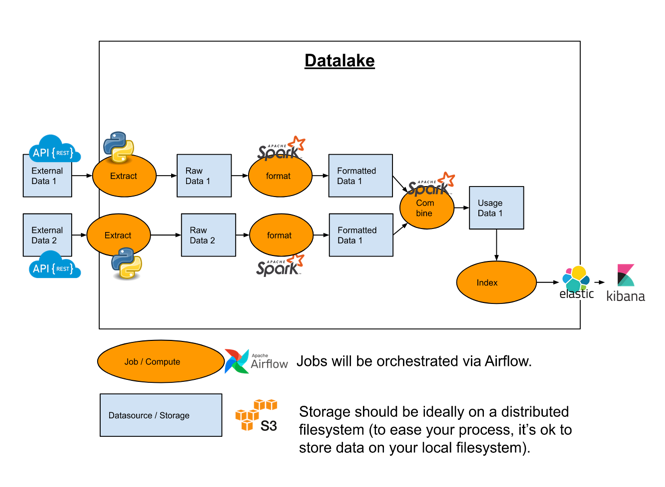 Datalake
API {REST}
External
Data 1
Extract
Raw
Data 1
APACHE
Spark
format
Formatted
Data 1
APACHE
Spark
Com
bine
Usage
Data 1
External
Data 2
API {REST}
Extract
Raw
Data 2
format
APACHE
Spark
Formatted
Data 1
Index
elastic
kibana
Job / Compute
Apache
Airflow
Jobs will be orchestrated via Airflow.
Datasource / Storage
S3
Storage should be ideally on a distributed
filesystem (to ease your process, it's ok to
store data on your local filesystem).